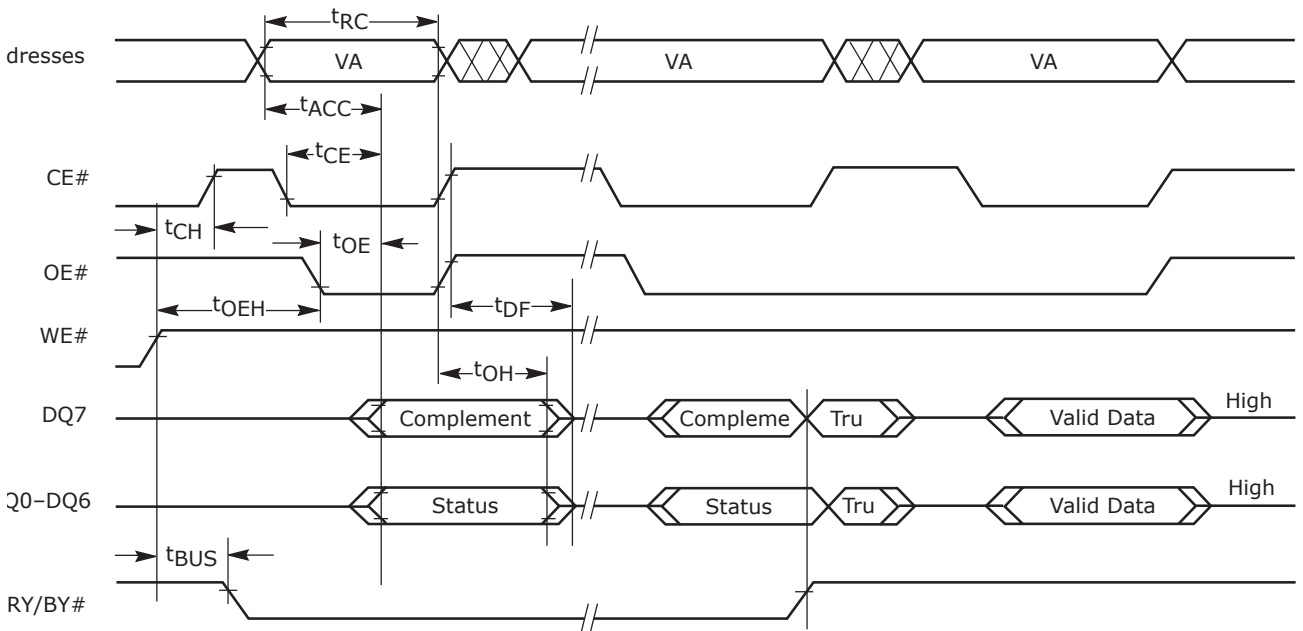 tRC
dresses
VA
VA
VA
tACC
tCE
CE#
tCH
tOE
OE#
tOEH
tDF
WE#
tOH
DQ7
Complement
Compleme
Tru
Valid Data
High
Q0–DQ6
Status
Status
Tru
Valid Data
High
tBUS
RY/BY#